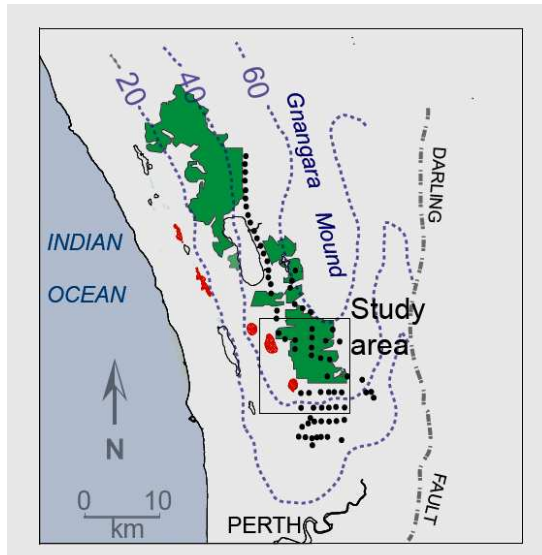 20
40
60
Gnangara
Mound
DARLING
FAULT
INDIAN
OCEAN
Study
area
N
0 10
km
PERTH